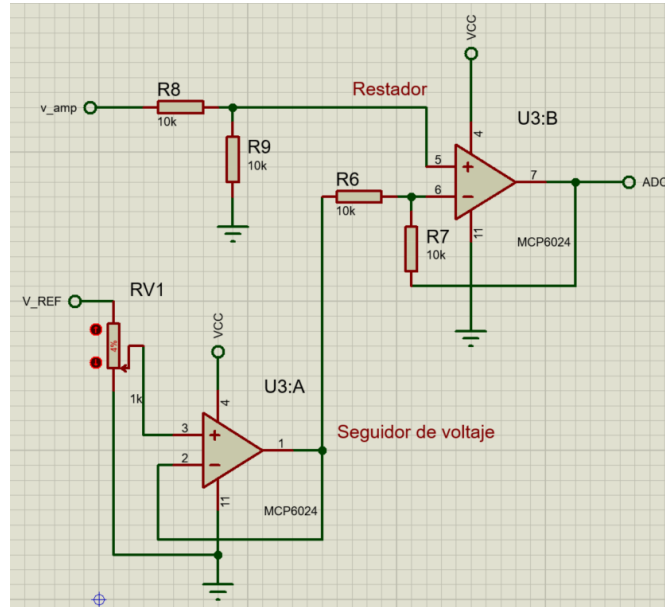 VCC
R8
Restador
v_amp
10k
U3:B
4
R9
10k
5
+
R6
7
ADC
6
−
10k
R7
10k
11
MCP6024
RV1
V_REF
VCC
4%
1k
U3:A
4
3
+
1
Seguidor de voltaje
2
−
11
MCP6024